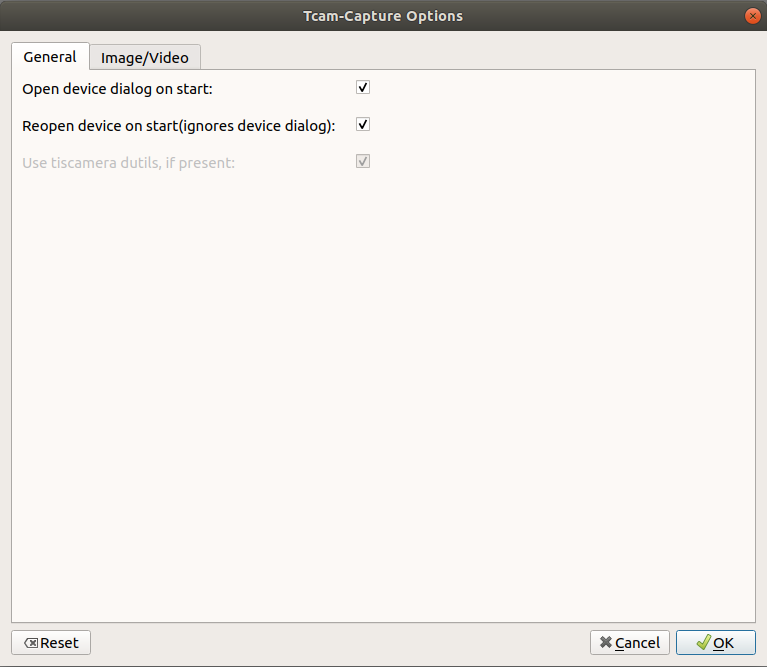 Tcam-Capture Options
General
Image/Video
Open device dialog on start:
Reopen device on start(ignores device dialog):
Use tiscamera dutils, if present:
Reset
Cancel
OK